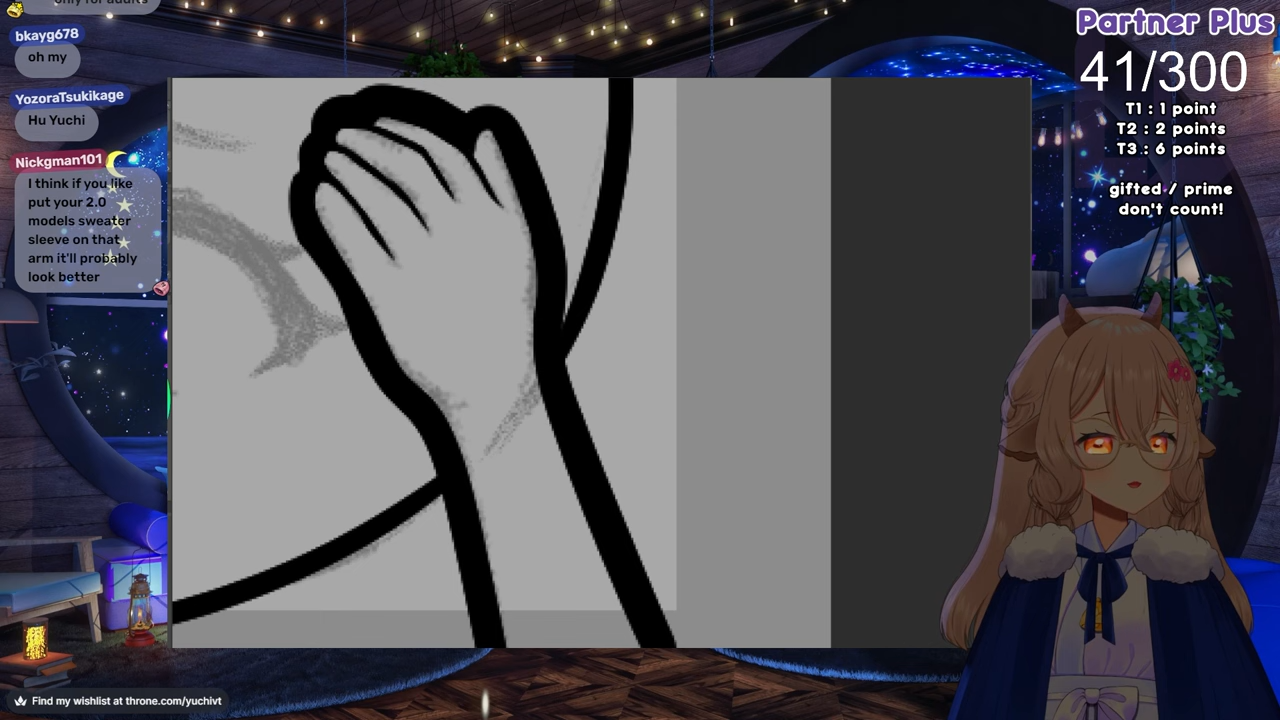 only for adults
bkayg678
oh my
YozoraTsukikage
Hu Yuchi
Nickgman101
I think if you like
put your 2.0
models sweater
sleeve on that
arm it'll probably
look better
Partner Plus
41/300
T1 : 1 point
T2 : 2 points
T3 : 6 points
gifted / prime
don't count!
Find my wishlist at throne.com/yuchivt